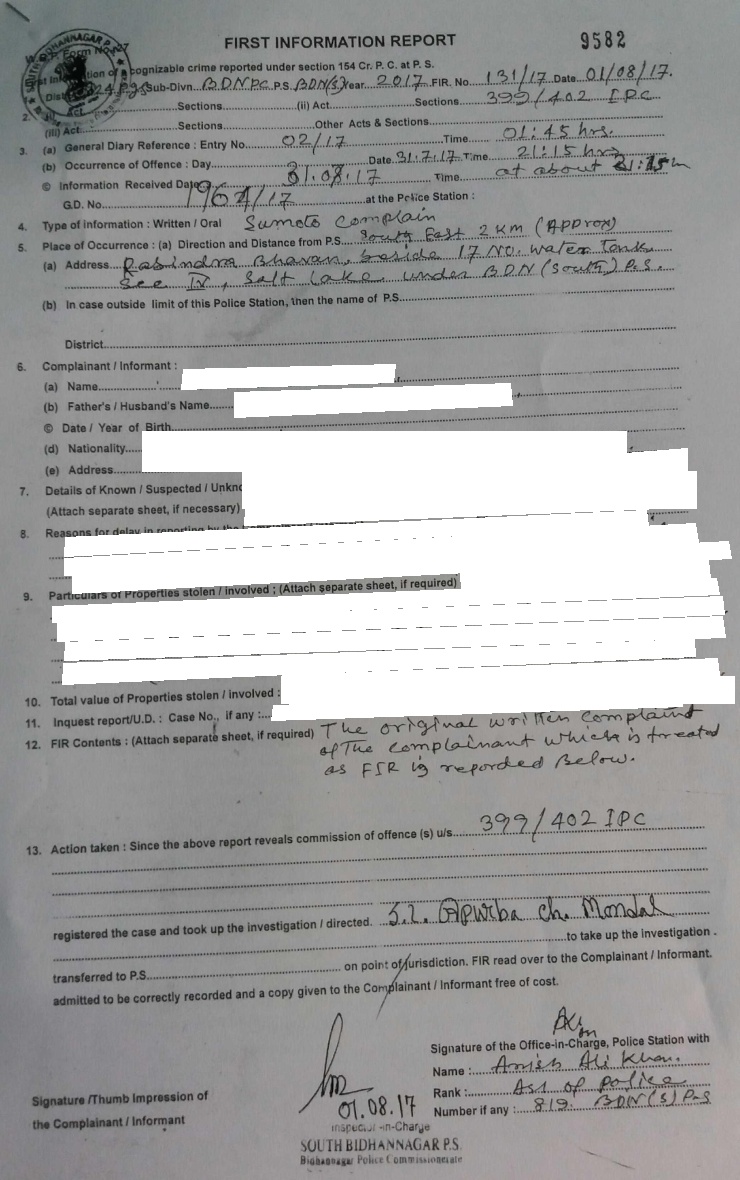 FIRST INFORMATION REPORT 9582
SOUTH BIDHANNAGAR P.S.
cognizable crime reported under section 154 Cr. P. C. at P. S.
24 Pgs Sub-Divn. BDNPC P.S. BDN(S) Year 2017 FIR. No 131/17 Date 01/08/17.
2. Act Sections (ii) Act Sections 399/402 IPC
(iii) Act Sections Other Acts & Sections
3. (a) General Diary Reference : Entry No. 02/17 Time 01:45 hrs.
(b) Occurrence of Offence : Day Date 31.7.17 Time 21:15 hrs
© Information Received Date 31.08.17 Time at about
G.D. No. 1964/17 at the Police Station :
4. Type of information : Written / Oral Sumoto Complain
5. Place of Occurrence : (a) Direction and Distance from P.S. South East 2 KM (Approx)
(a) Address Rabindra Bhavan, beside 17 No. Water Tank.
Sec IV, Salt Lake under BDN (South) P.S.
(b) In case outside limit of this Police Station, then the name of P.S.
District
6. Complainant / Informant :
(a) Name
(b) Father's / Husband's Name
© Date / Year of Birth
(d) Nationality
(e) Address
7. Details of Known / Suspected /
(Attach separate sheet, if necessary)
8. Reasons for delay in reporting by the
9. Particulars of Properties stolen / involved ; (Attach separate sheet, if required)
10. Total value of Properties stolen / involved :
11. Inquest report/U.D. : Case No., if any :
12. FIR Contents : (Attach separate sheet, if required) The original written complaint
of the complainant which is treated
as FIR is reporded Below.
13. Action taken : Since the above report reveals commission of offence (s) u/s 399/402 IPC
registered the case and took up the investigation / directed. S.I. Apurba ch. Mondal
to take up the investigation .
transferred to P.S. on point of jurisdiction. FIR read over to the Complainant / Informant.
admitted to be correctly recorded and a copy given to the Complainant / Informant free of cost.
Signature of the Office-in-Charge, Police Station with
Name : Anish Ali Khan.
Rank : ASI of police
Number if any : 819. BDN(S) PS
Signature /Thumb Impression of
the Complainant / Informant
01.08.17
Inspector-in-Charge
SOUTH BIDHANNAGAR P.S.
Bidhannagar Police Commissionerate